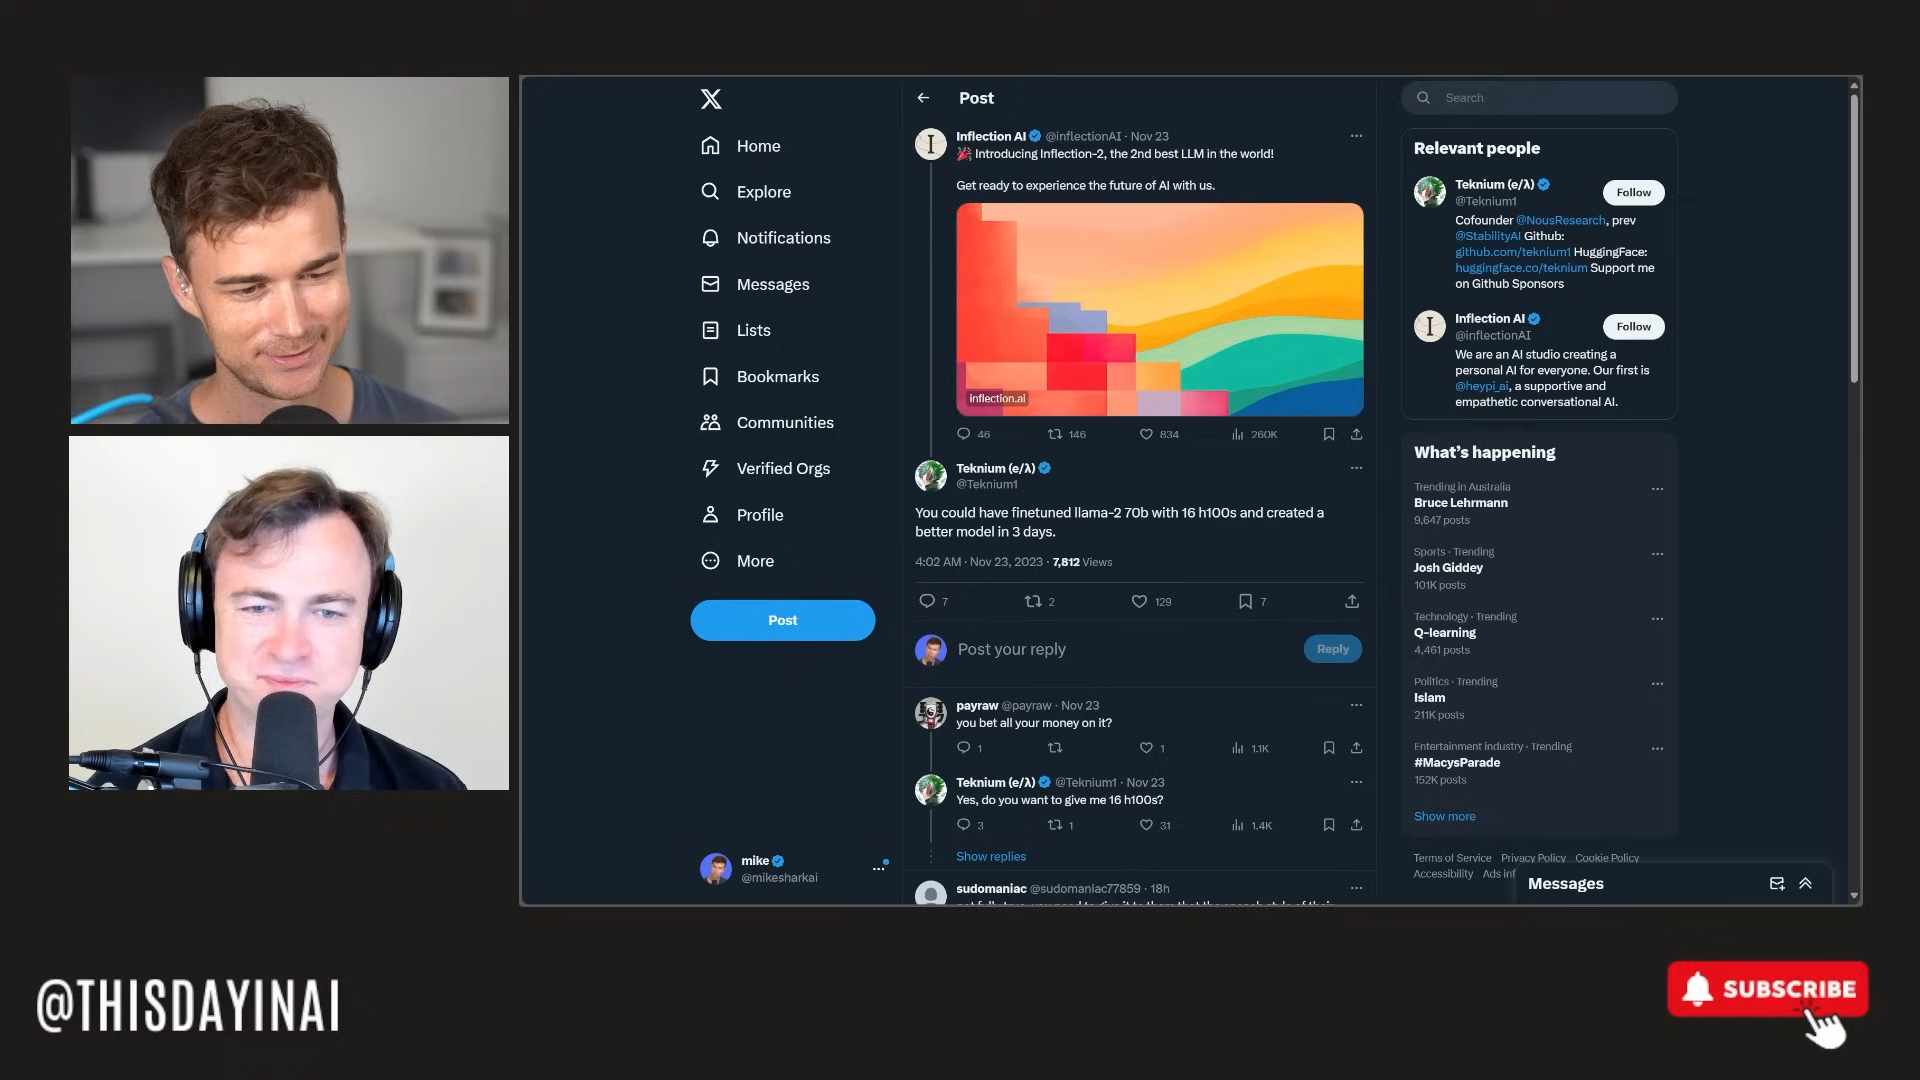 Home
Explore
Notifications
Messages
Lists
Bookmarks
Communities
Verified Orgs
Profile
More
Post
mike
@mikesharkai
Post
Inflection AI @inflectionAI · Nov 23
🎉 Introducing Inflection-2, the 2nd best LLM in the world!
Get ready to experience the future of AI with us.
inflection.ai
46 146 834 260K
Teknium (e/λ)
@Teknium1
You could have finetuned llama-2 70b with 16 h100s and created a
better model in 3 days.
4:02 AM · Nov 23, 2023 · 7,812 Views
7 2 129 7
Post your reply
Reply
payraw @payraw · Nov 23
you bet all your money on it?
1 1 1.1K
Teknium (e/λ) @Teknium1 · Nov 23
Yes, do you want to give me 16 h100s?
3 1 31 1.4K
Show replies
sudomaniac @sudomaniac77859 · 18h
Search
Relevant people
Teknium (e/λ)
@Teknium1
Follow
Cofounder @NousResearch, prev
@StabilityAI Github:
github.com/teknium1 HuggingFace:
huggingface.co/teknium Support me
on Github Sponsors
Inflection AI
@inflectionAI
Follow
We are an AI studio creating a
personal AI for everyone. Our first is
@heypi_ai, a supportive and
empathetic conversational AI.
What's happening
Trending in Australia
Bruce Lehrmann
9,647 posts
Sports · Trending
Josh Giddey
101K posts
Technology · Trending
Q-learning
4,461 posts
Politics · Trending
Islam
211K posts
Entertainment industry · Trending
#MacysParade
152K posts
Show more
Terms of Service Privacy Policy Cookie Policy
Accessibility Ads
Messages
@THISDAYINAI
SUBSCRIBE